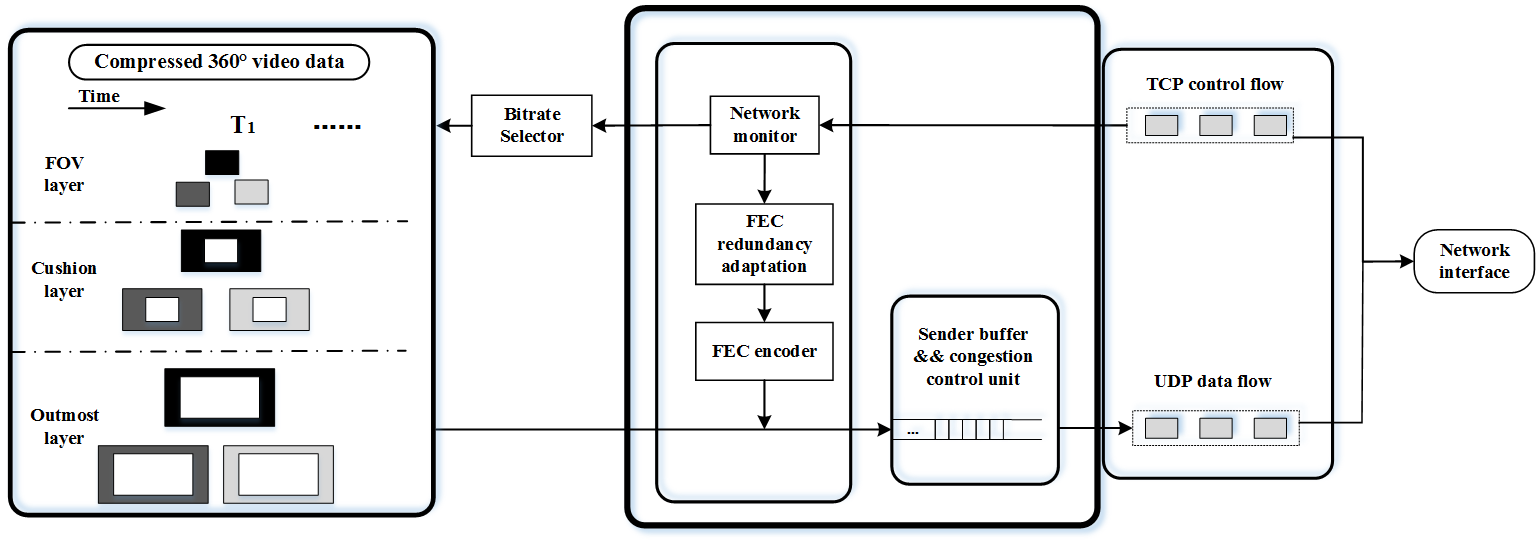 Compressed 360° video data
Time
T1
......
FOV
layer
Cushion
layer
Outmost
layer
Bitrate
Selector
Network
monitor
FEC
redundancy
adaptation
FEC encoder
Sender buffer
&& congestion
control unit
...
TCP control flow
UDP data flow
Network
interface